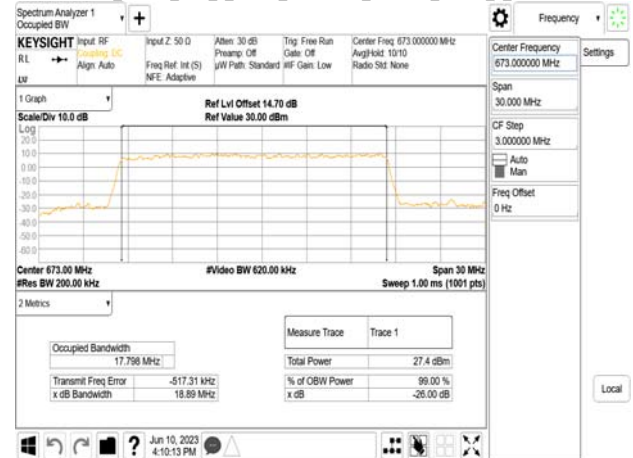 Spectrum Analyzer 1
Occupied BW
Frequency
KEYSIGHT
Input: RF
Coupling: DC
Align: Auto
Input Z: 50 Ω
Freq Ref: Int (S)
NFE: Adaptive
Atten: 30 dB
Preamp: Off
µW Path: Standard
Trig: Free Run
Gate: Off
#IF Gain: Low
Center Freq: 673.000000 MHz
Avg|Hold: 10/10
Radio Std: None
RL
LXI
Center Frequency
673.000000 MHz
Settings
Span
30.000 MHz
CF Step
3.000000 MHz
Auto
Man
Freq Offset
0 Hz
Local
1 Graph
Scale/Div 10.0 dB
Ref Lvl Offset 14.70 dB
Ref Value 30.00 dBm
Log
20.0
10.0
0.00
-10.0
-20.0
-30.0
-40.0
-50.0
-60.0
Center 673.00 MHz
#Res BW 200.00 kHz
#Video BW 620.00 kHz
Span 30 MHz
Sweep 1.00 ms (1001 pts)
2 Metrics
Occupied Bandwidth
17.798 MHz
Transmit Freq Error -517.31 kHz
x dB Bandwidth 18.89 MHz
Measure Trace Trace 1
Total Power 27.4 dBm
% of OBW Power 99.00 %
x dB -26.00 dB
Jun 10, 2023
4:10:13 PM